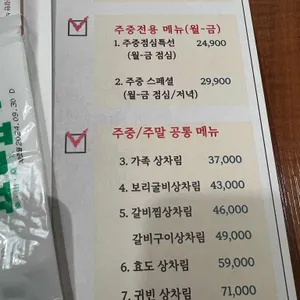 주중전용 메뉴(월-금)
1. 주중점심특선 24,900
(월-금 점심)
2. 주중 스페셜 29,900
(월-금 점심/저녁)
주중/주말 공통 메뉴
3. 가족 상차림 37,000
4. 보리굴비상차림 43,000
5. 갈비찜상차림 46,000
갈비구이상차림 49,000
6. 효도 상차림 59,000
7. 귀빈 상차림 71,000